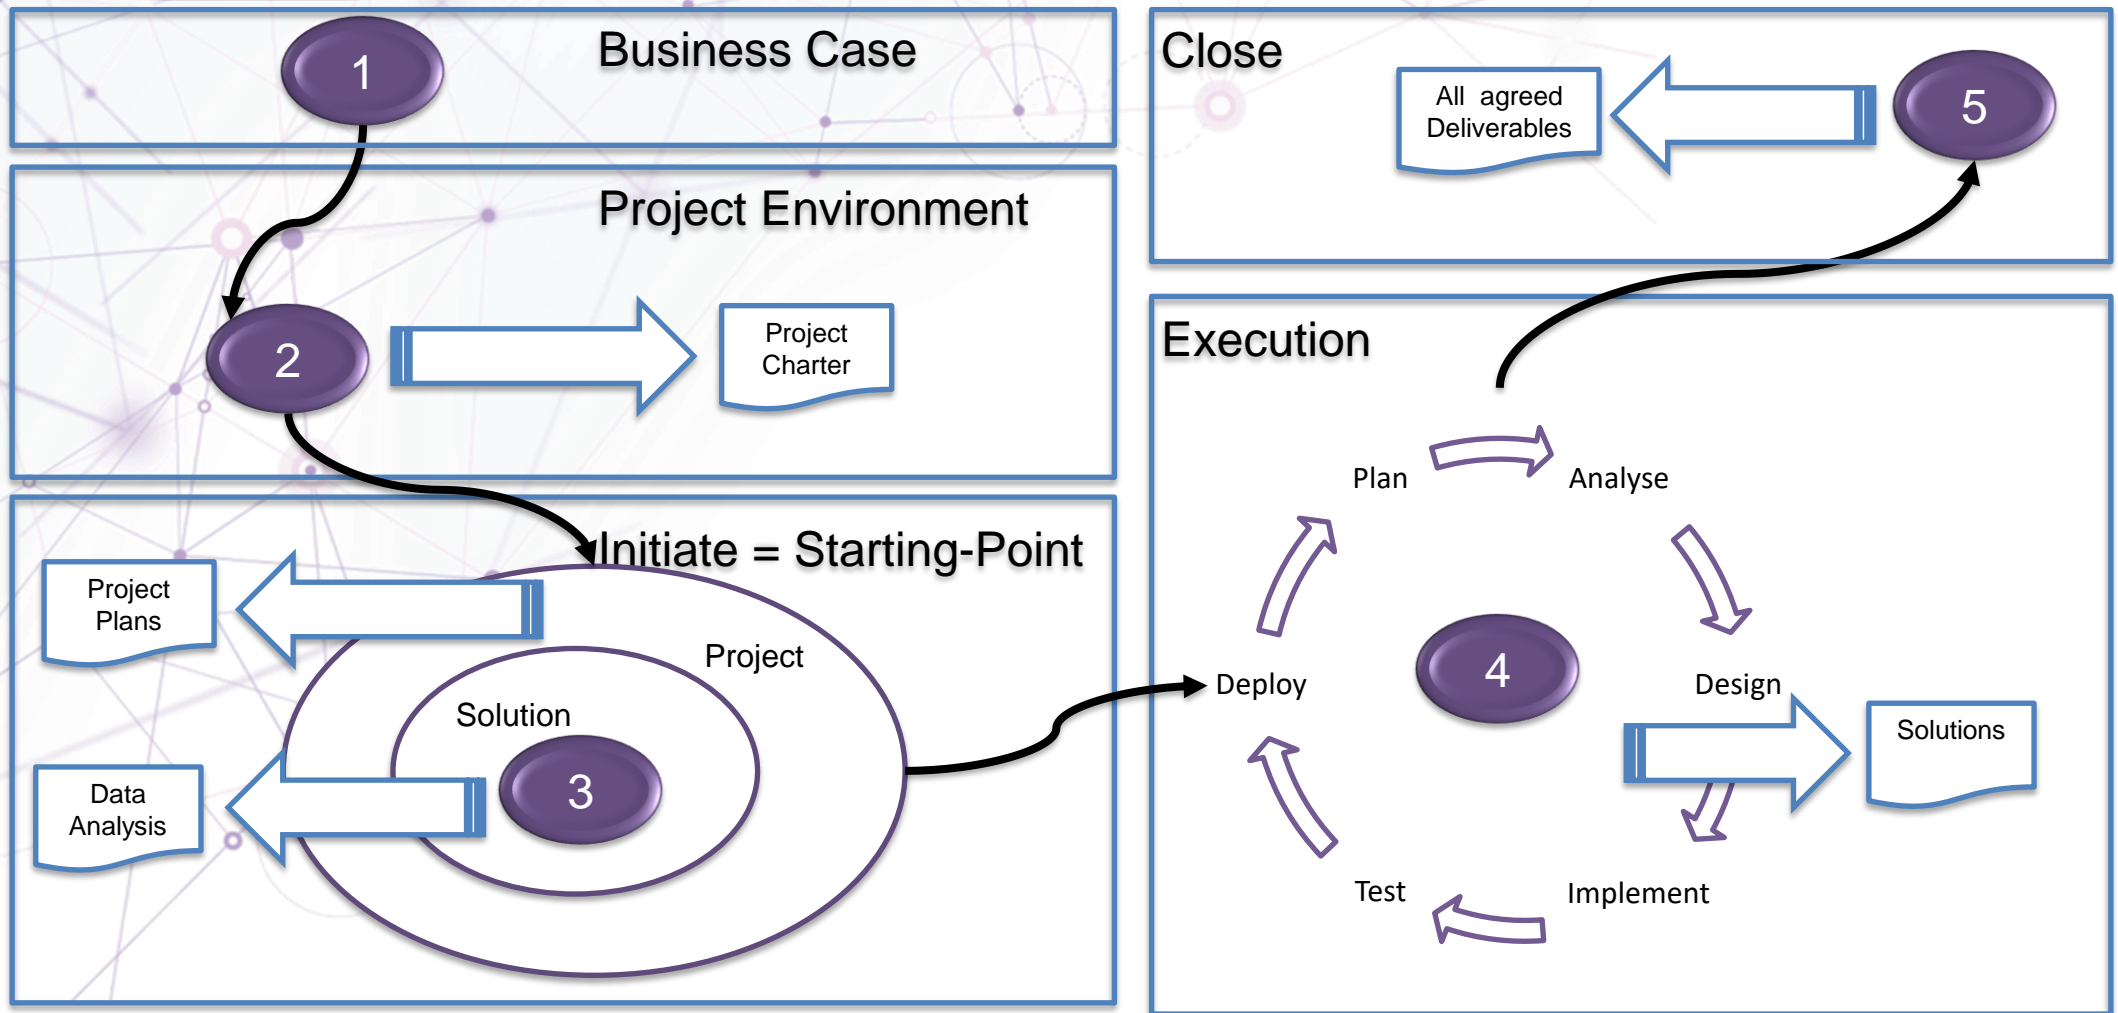 1
Business Case
Project Environment
2
Project
Charter
Initiate = Starting-Point
Project
Plans
Project
Solution
3
Data
Analysis
Close
All  agreed
Deliverables
5
Execution
Plan
Analyse
Deploy
4
Design
Solutions
Test
Implement